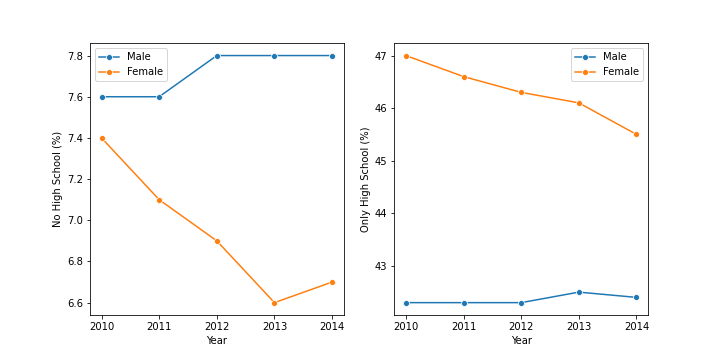 No High School (%)
7.8
7.6
7.4
7.2
7.0
6.8
6.6
Male
Female
2010 2011 2012 2013 2014
Year
Only High School (%)
47
46
45
44
43
Male
Female
2010 2011 2012 2013 2014
Year